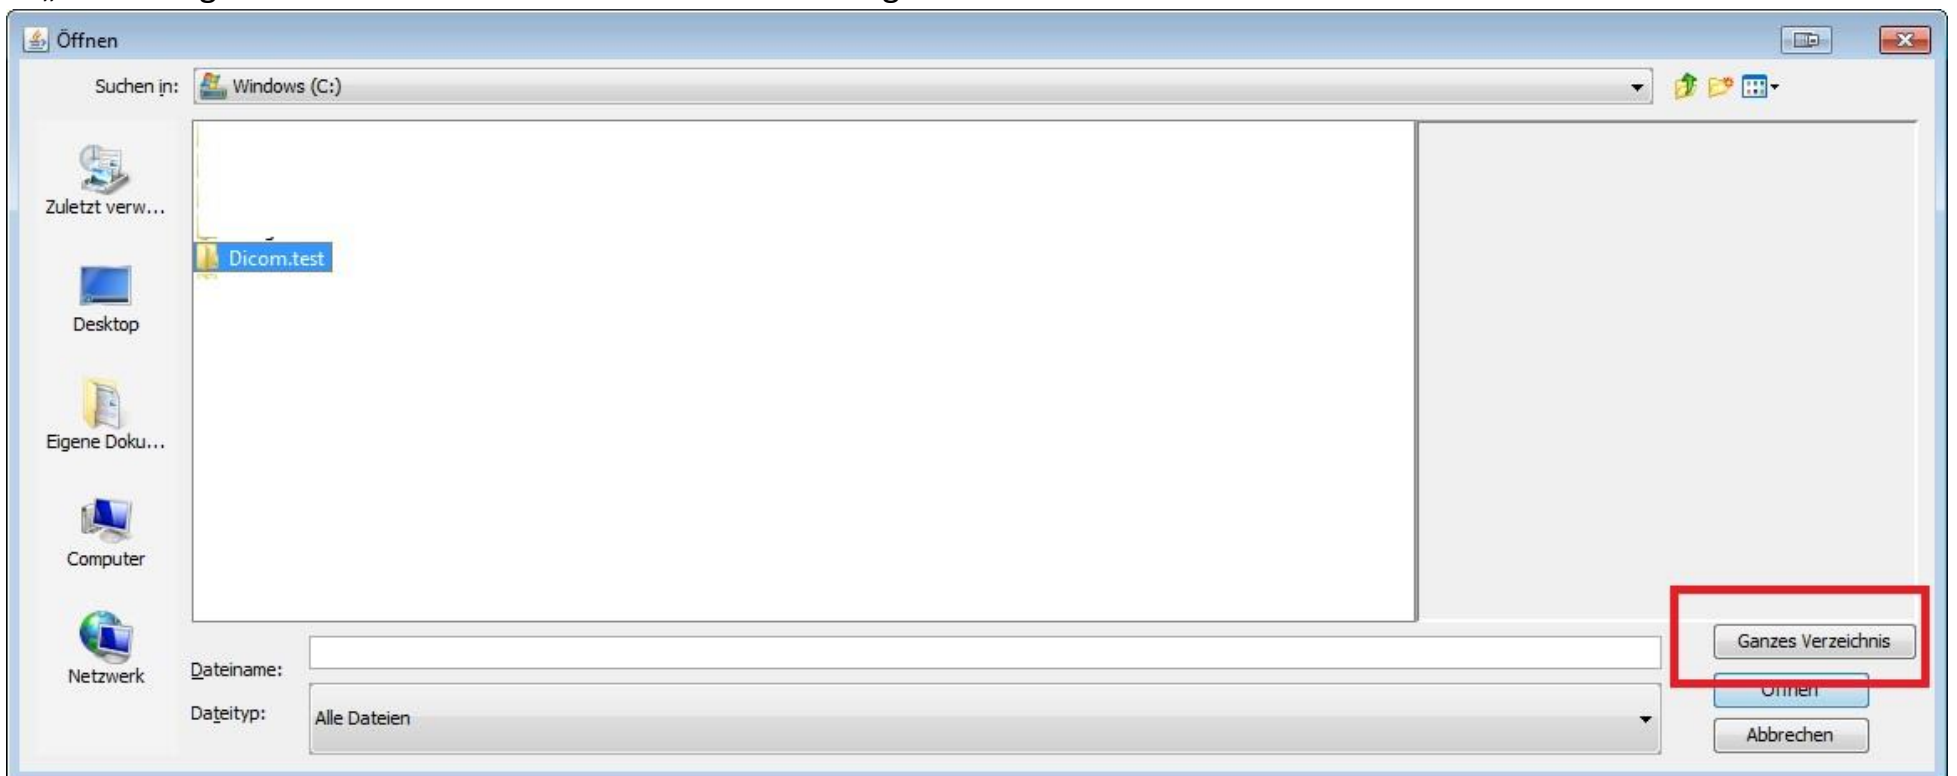 Öffnen
Suchen in: Windows (C:)
Zuletzt verw...
Dicom.test
Desktop
Eigene Doku...
Computer
Netzwerk
Ganzes Verzeichnis
Dateiname:
Öffnen
Dateityp: Alle Dateien
Abbrechen